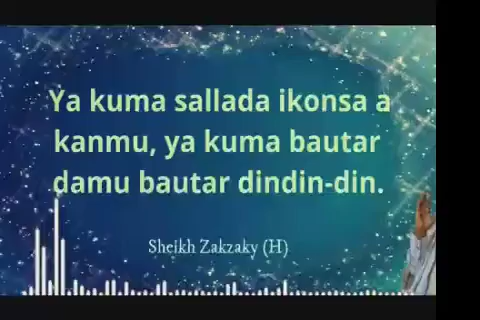 Ya kuma sallada ikonsa a
kanmu, ya kuma bautar
damu bautar dindin-din.
Sheikh Zakzaky (H)